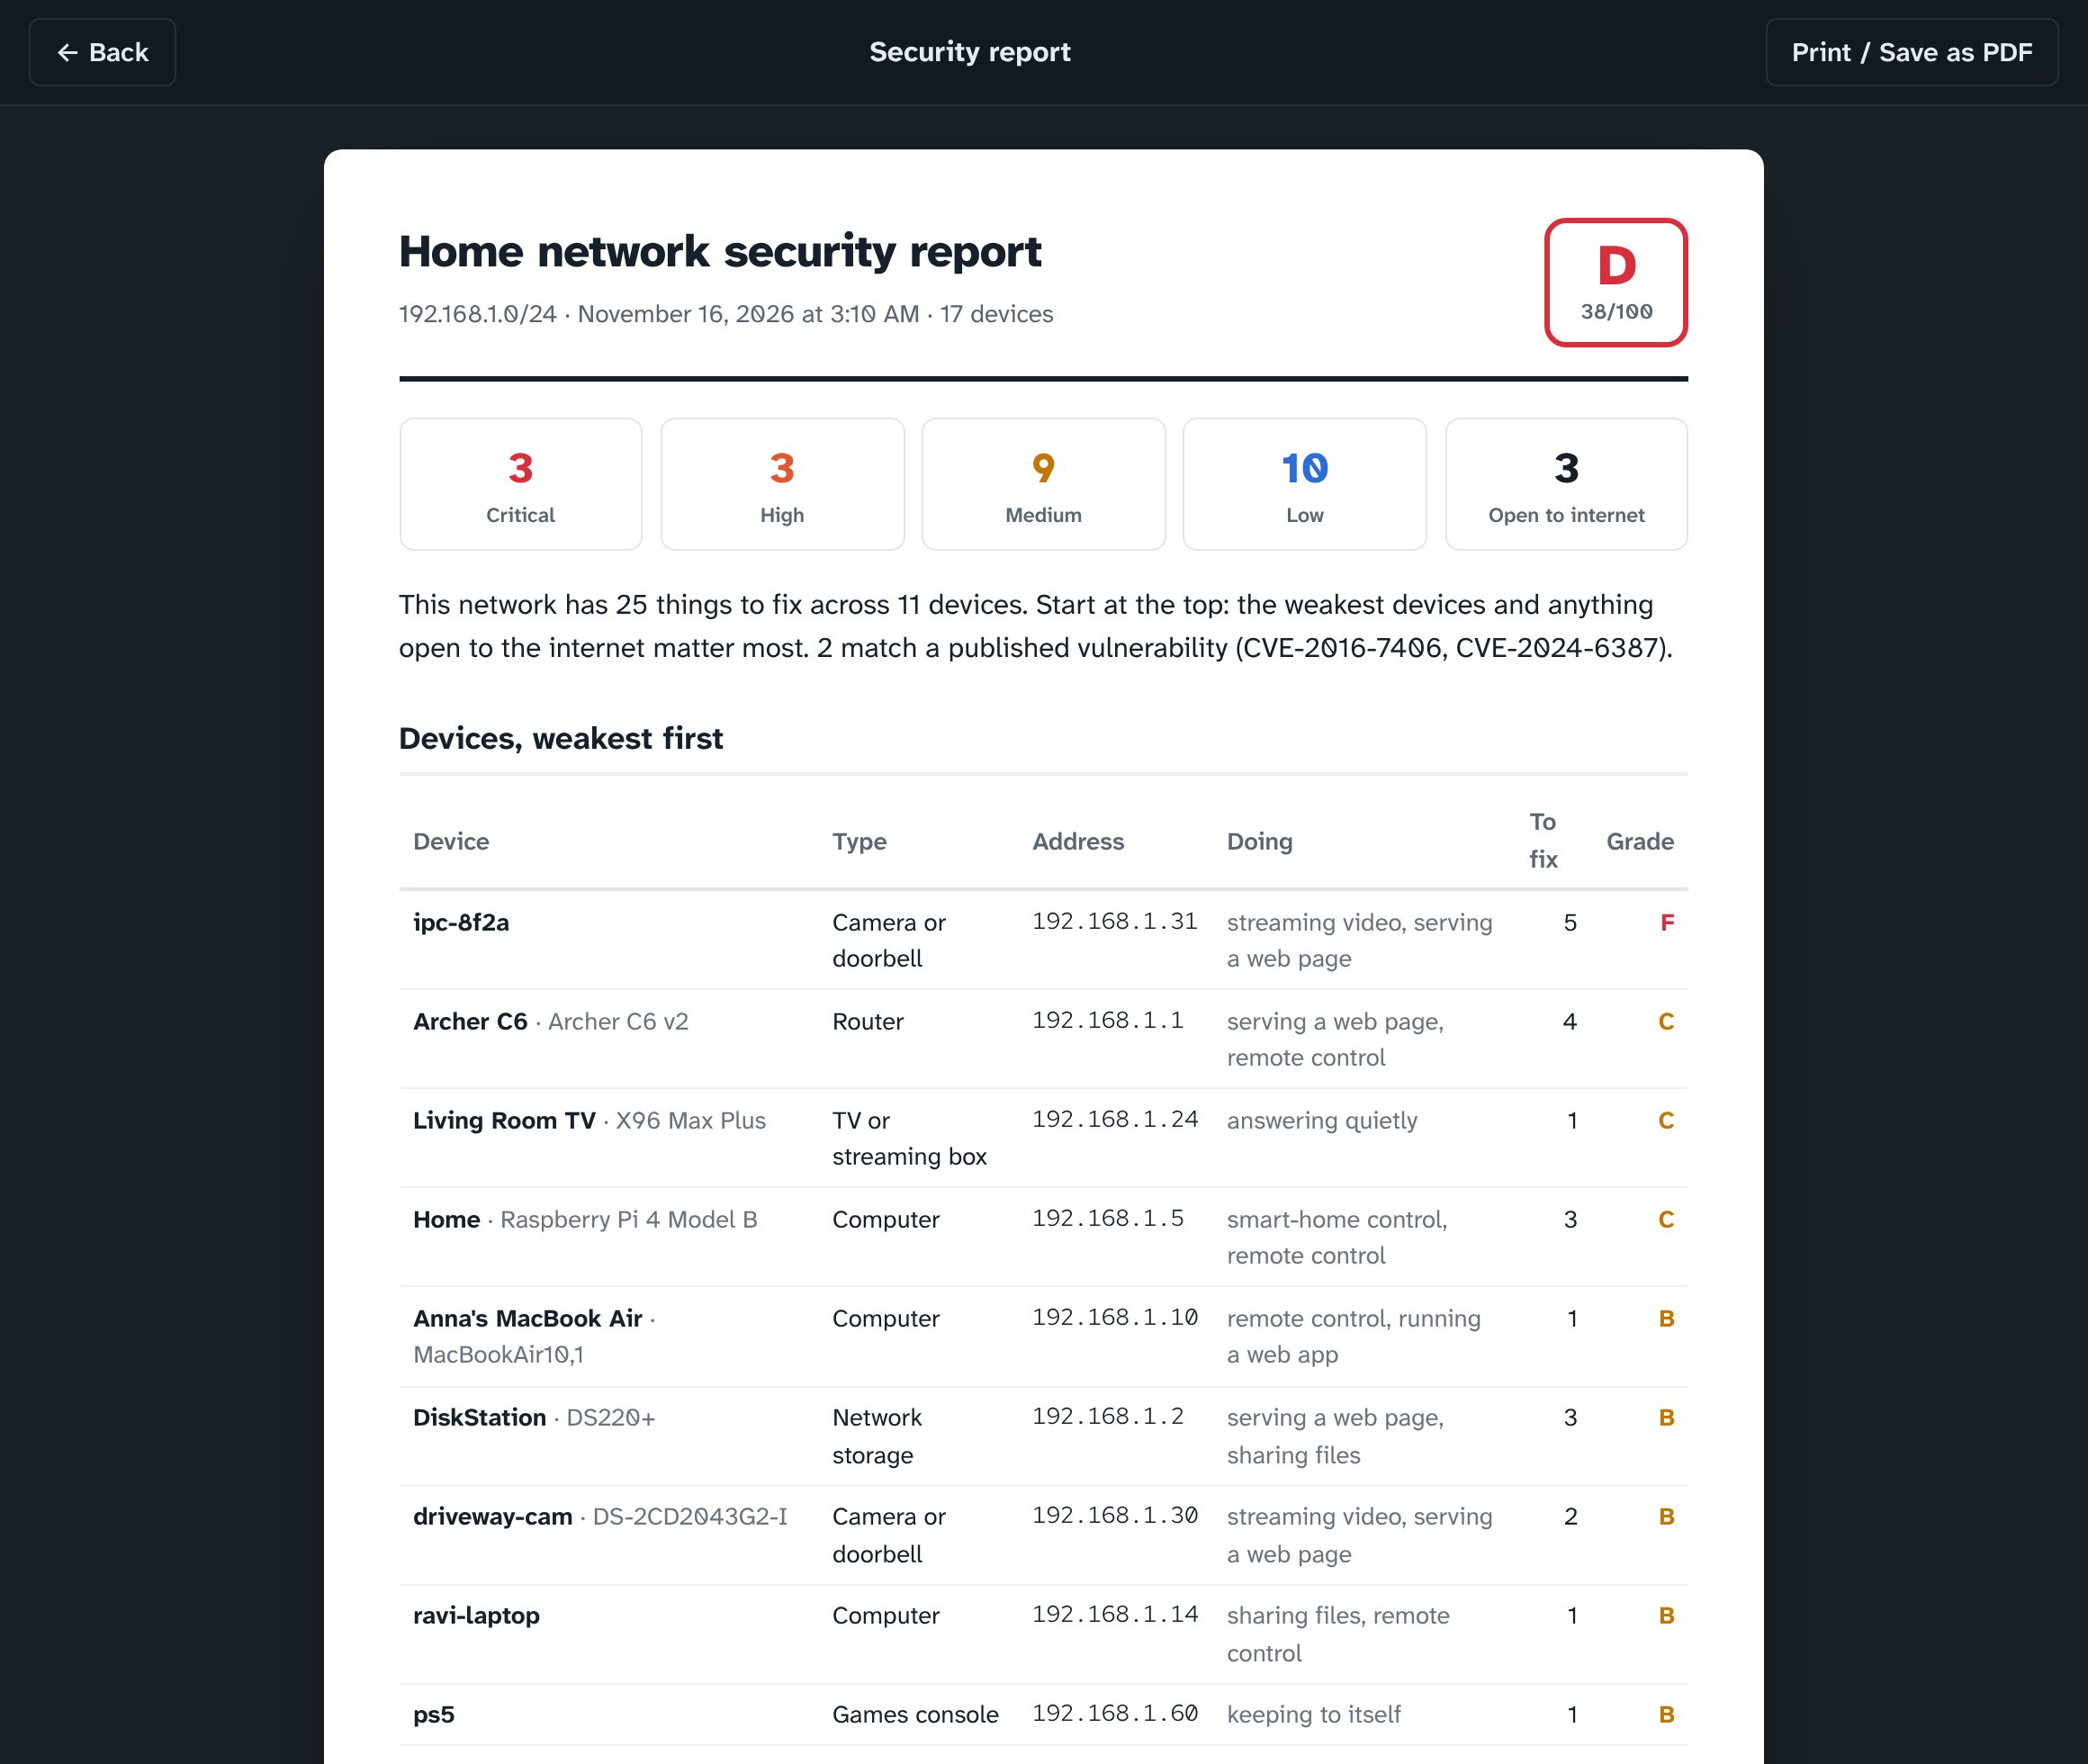 ← Back
Security report
Print / Save as PDF
Home network security report
192.168.1.0/24 · November 16, 2026 at 3:10 AM · 17 devices
D
38/100
3
Critical
3
High
9
Medium
10
Low
3
Open to internet
This network has 25 things to fix across 11 devices. Start at the top: the weakest devices and anything
open to the internet matter most. 2 match a published vulnerability (CVE-2016-7406, CVE-2024-6387).
Devices, weakest first
Device Type Address Doing To fix Grade
ipc-8f2a Camera or doorbell 192.168.1.31 streaming video, serving a web page 5 F
Archer C6 · Archer C6 v2 Router 192.168.1.1 serving a web page, remote control 4 C
Living Room TV · X96 Max Plus TV or streaming box 192.168.1.24 answering quietly 1 C
Home · Raspberry Pi 4 Model B Computer 192.168.1.5 smart-home control, remote control 3 C
Anna's MacBook Air · MacBookAir10,1 Computer 192.168.1.10 remote control, running a web app 1 B
DiskStation · DS220+ Network storage 192.168.1.2 serving a web page, sharing files 3 B
driveway-cam · DS-2CD2043G2-I Camera or doorbell 192.168.1.30 streaming video, serving a web page 2 B
ravi-laptop Computer 192.168.1.14 sharing files, remote control 1 B
ps5 Games console 192.168.1.60 keeping to itself 1 B